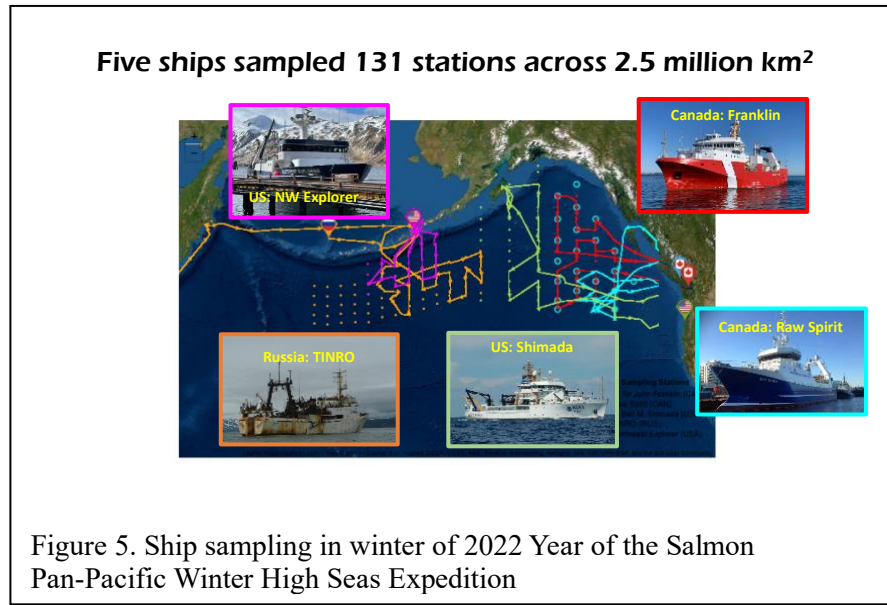 Five ships sampled 131 stations across 2.5 million km²
Canada: Franklin
US: NW Explorer
Russia: TINRO
US: Shimada
Canada: Raw Spirit
Sampling Stations
Figure 5. Ship sampling in winter of 2022 Year of the Salmon
Pan-Pacific Winter High Seas Expedition